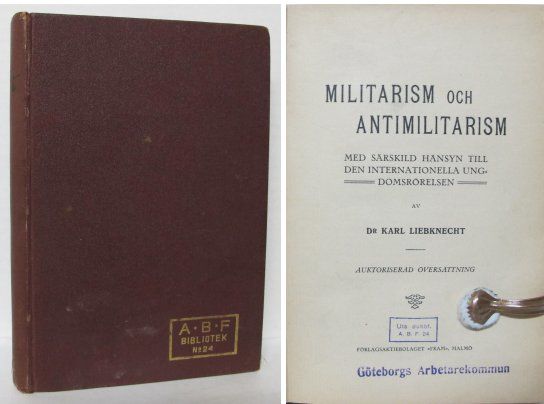 A·B·F
BIBLIOTEK
No 24
MILITARISM OCH
ANTIMILITARISM
MED SÄRSKILD HÄNSYN TILL
DEN INTERNATIONELLA UNG-
DOMSRÖRELSEN
AV
DR KARL LIEBKNECHT
AUKTORISERAD ÖVERSÄTTNING
A. B. F. 24
FÖRLAGSAKTIEBOLAGET »FRAM», MALMÖ
Göteborgs Arbetarekommun